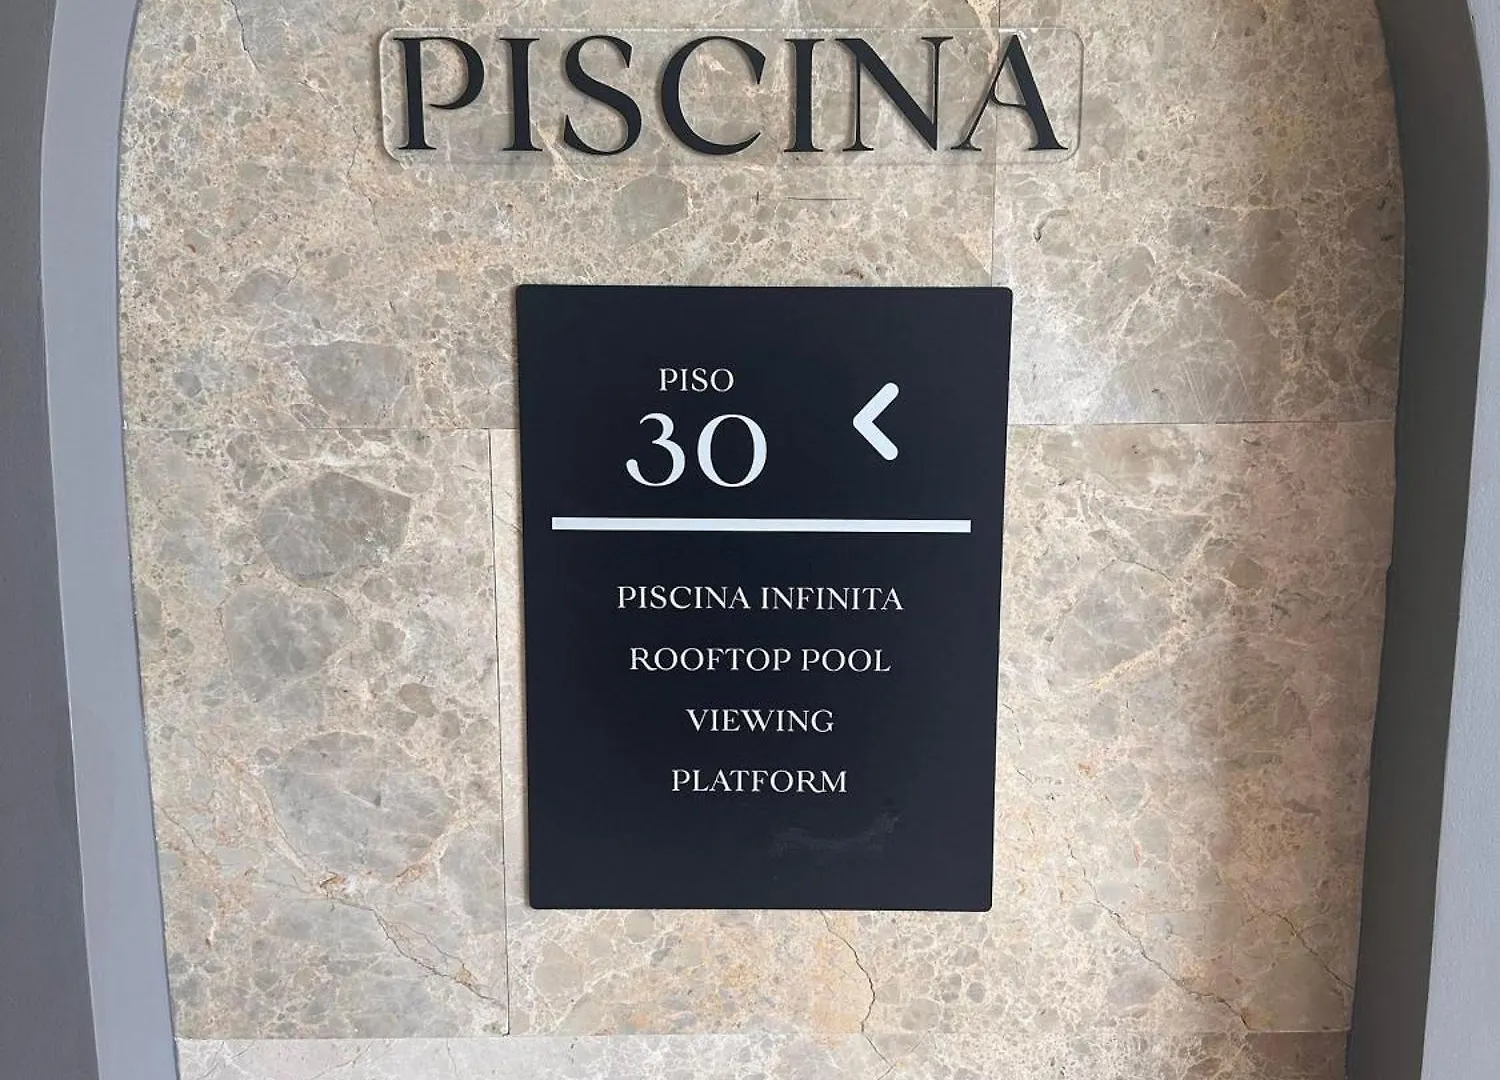 PISCINA
PISO
30
PISCINA INFINITA
ROOFTOP POOL
VIEWING
PLATFORM